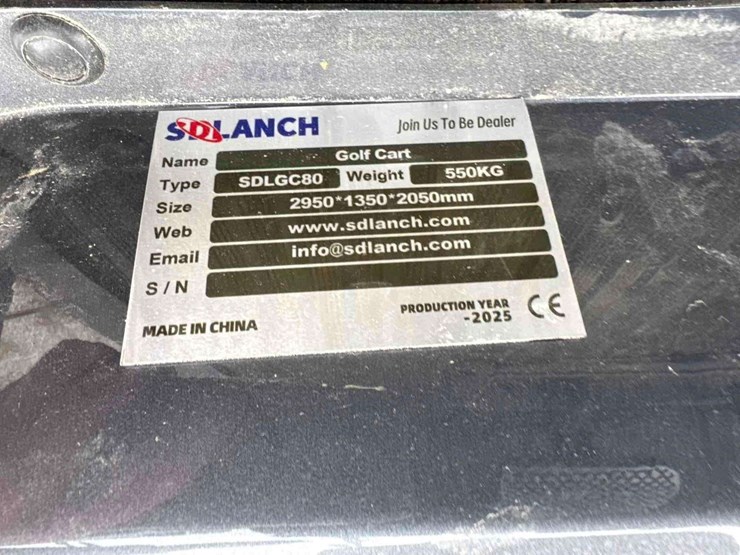 SDLANCH Join Us To Be Dealer
Name Golf Cart
Type SDLGC80 Weight 550KG
Size 2950*1350*2050mm
Web www.sdlanch.com
Email info@sdlanch.com
S / N
PRODUCTION YEAR
-2025
CE
MADE IN CHINA